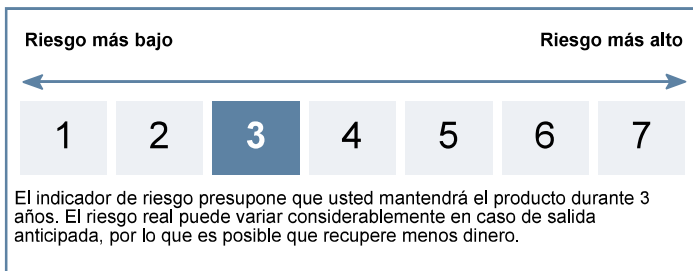 Riesgo más bajo Riesgo más alto
1 2 3 4 5 6 7
El indicador de riesgo presupone que usted mantendrá el producto durante 3
años. El riesgo real puede variar considerablemente en caso de salida
anticipada, por lo que es posible que recupere menos dinero.